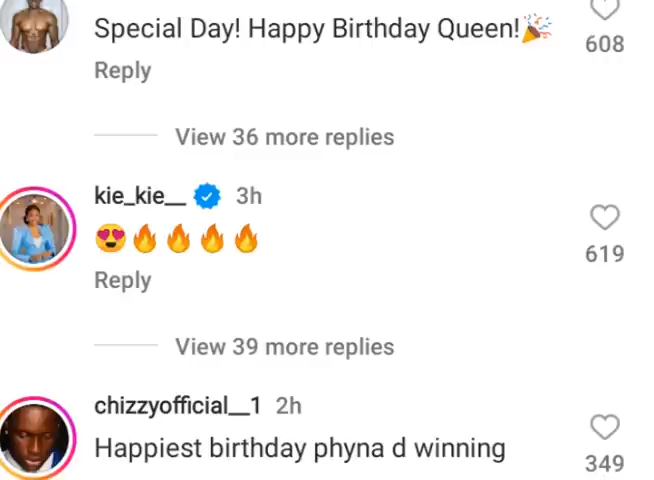 Special Day! Happy Birthday Queen!🎉
608
Reply
View 36 more replies
kie_kie__ 3h
😍🔥🔥🔥🔥
619
Reply
View 39 more replies
chizzyofficial__1 2h
Happiest birthday phyna d winning
349